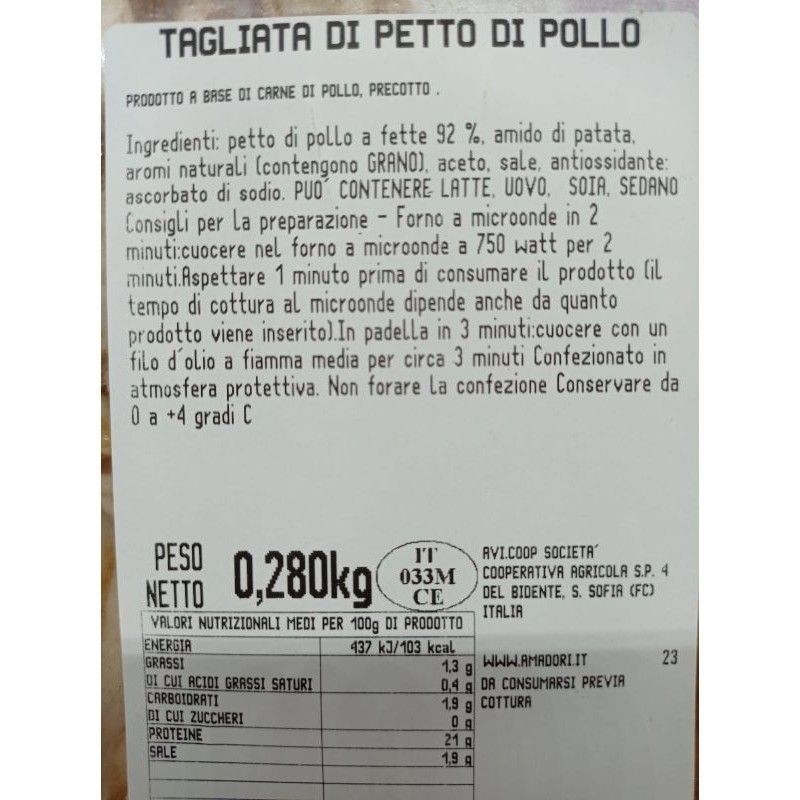 TAGLIATA DI PETTO DI POLLO
PRODOTTO A BASE DI CARNE DI POLLO, PRECOTTO .
Ingredienti: petto di pollo a fette 92 %, amido di patata,
aromi naturali (contengono GRANO), aceto, sale, antiossidante:
ascorbato di sodio. PUO´ CONTENERE LATTE, UOVO, SOIA, SEDANO
Consigli per la preparazione - Forno a microonde in 2
minuti:cuocere nel forno a microonde a 750 watt per 2
minuti.Aspettare 1 minuto prima di consumare il prodotto (il
tempo di cottura al microonde dipende anche da quanto
prodotto viene inserito).In padella in 3 minuti:cuocere con un
filo d´olio a fiamma media per circa 3 minuti Confezionato in
atmosfera protettiva. Non forare la confezione Conservare da
0 a +4 gradi C
PESO NETTO 0,280kg
IT
033M
CE
AVI.COOP SOCIETA´
COOPERATIVA AGRICOLA S.P. 4
DEL BIDENTE, S. SOFIA (FC)
ITALIA
VALORI NUTRIZIONALI MEDI PER 100g DI PRODOTTO
ENERGIA 437 kJ/103 kcal
GRASSI 1,3 g
DI CUI ACIDI GRASSI SATURI 0,4 g
CARBOIDRATI 1,9 g
DI CUI ZUCCHERI 0 g
PROTEINE 21 g
SALE 1,9 g
WWW.AMADORI.IT 23
DA CONSUMARSI PREVIA
COTTURA